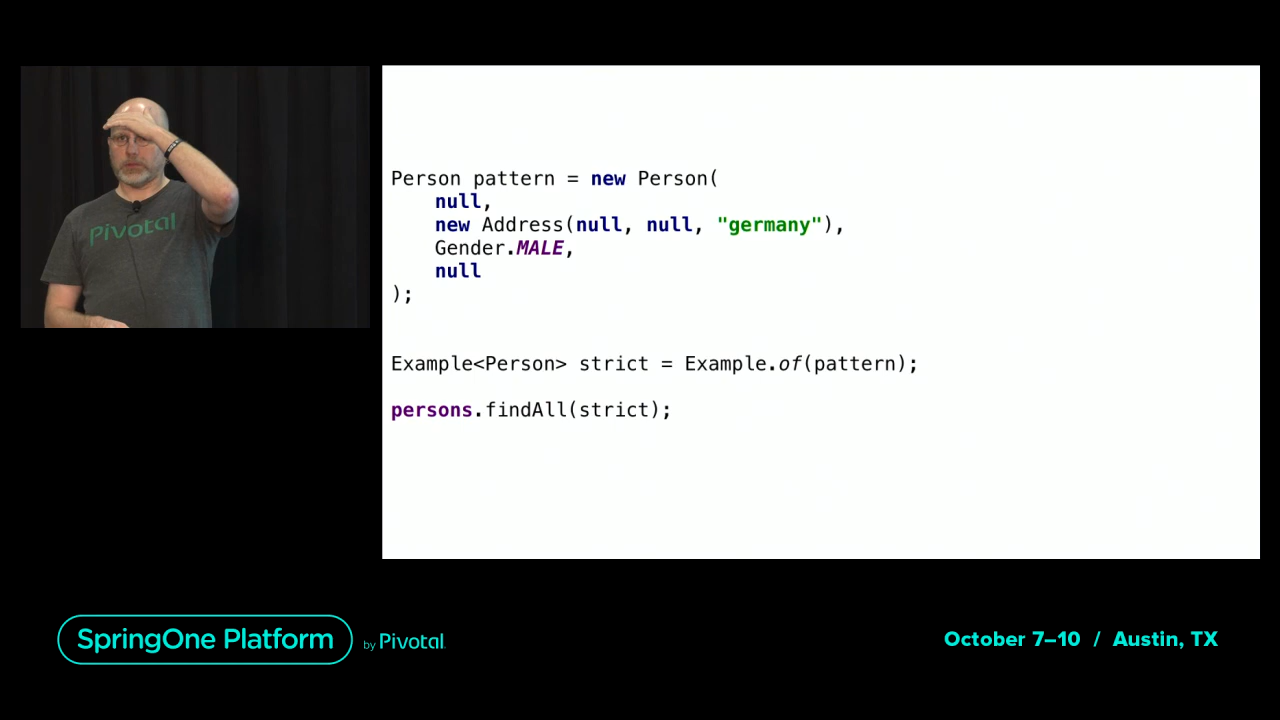 Pivotal
Person pattern = new Person(
    null,
    new Address(null, null, "germany"),
    Gender.MALE,
    null
);
Example<Person> strict = Example.of(pattern);
persons.findAll(strict);
SpringOne Platform by Pivotal
October 7–10 / Austin, TX